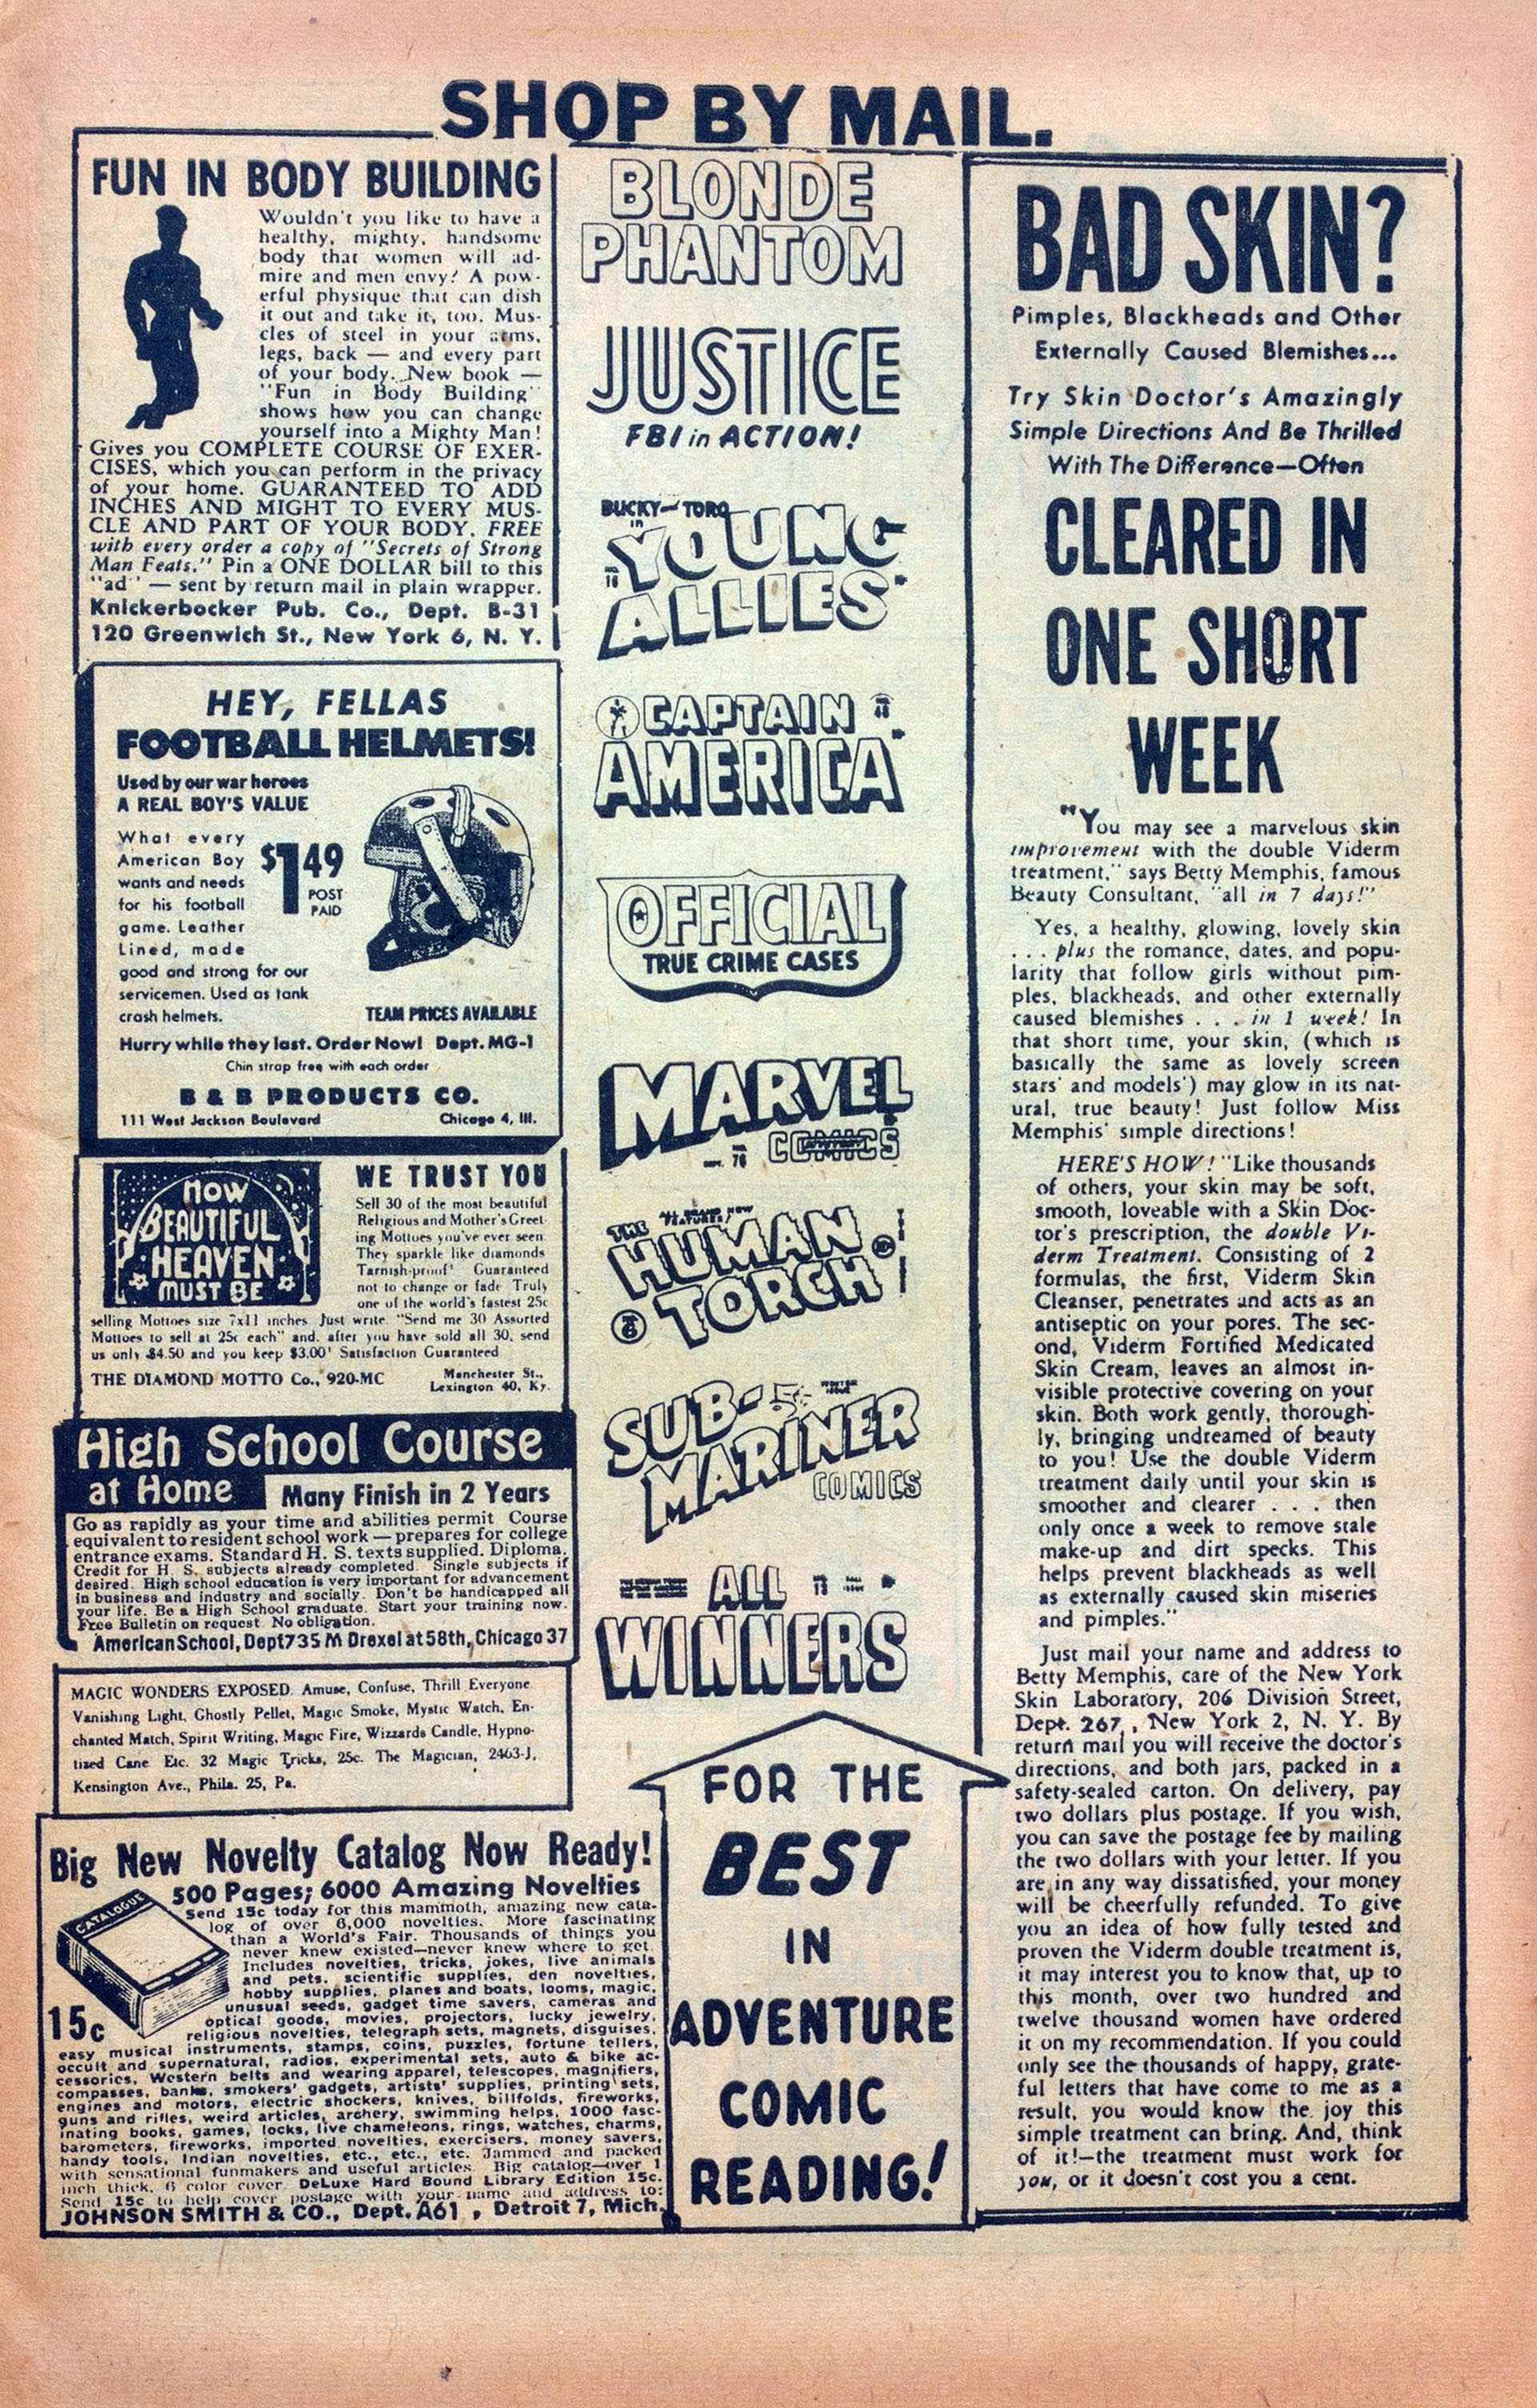 SHOP BY MAIL.
FUN IN BODY BUILDING
Wouldn't you like to have a
healthy, mighty, handsome
body that women will ad-
mire and men envy? A pow-
erful physique that can dish
it out and take it, too. Mus-
cles of steel in your arms,
legs, back — and every part
of your body. New book —
"Fun in Body Building"
shows how you can change
yourself into a Mighty Man!
Gives you COMPLETE COURSE OF EXER-
CISES, which you can perform in the privacy
of your home. GUARANTEED TO ADD
INCHES AND MIGHT TO EVERY MUS-
CLE AND PART OF YOUR BODY. FREE
with every order a copy of "Secrets of Strong
Man Feats." Pin a ONE DOLLAR bill to this
"ad" — sent by return mail in plain wrapper.
Knickerbocker Pub. Co., Dept. B-31
120 Greenwich St., New York 6, N. Y.
HEY, FELLAS
FOOTBALL HELMETS!
Used by our war heroes
A REAL BOY'S VALUE
What every
American Boy
wants and needs
for his football
game. Leather
Lined, made
good and strong for our
servicemen. Used as tank
crash helmets.
$1 49
POST
PAID
TEAM PRICES AVAILABLE
Hurry while they last. Order Now! Dept. MG-1
Chin strap free with each order
B & B PRODUCTS CO.
111 West Jackson Boulevard Chicago 4, Ill.
HOW
BEAUTIFUL
HEAVEN
MUST BE
WE TRUST YOU
Sell 30 of the most beautiful
Religious and Mother's Greet-
ing Mottoes you've ever seen.
They sparkle like diamonds
Tarnish-proof! Guaranteed
not to change or fade Truly
one of the world's fastest 25c
selling Mottoes size 7x11 inches Just write "Send me 30 Assorted
Mottoes to sell at 25c each" and, after you have sold all 30, send
us only $4.50 and you keep $3.00! Satisfaction Guaranteed
THE DIAMOND MOTTO Co., 920-MC Manchester St.,
Lexington 40, Ky.
High School Course
at Home Many Finish in 2 Years
Go as rapidly as your time and abilities permit Course
equivalent to resident school work — prepares for college
entrance exams. Standard H. S. texts supplied. Diploma.
Credit for H. S. subjects already completed. Single subjects if
desired. High school education is very important for advancement
in business and industry and socially. Don't be handicapped all
your life. Be a High School graduate. Start your training now.
Free Bulletin on request No obligation.
American School, Dept 735 M Drexel at 58th, Chicago 37
MAGIC WONDERS EXPOSED. Amuse, Confuse, Thrill Everyone
Vanishing Light, Ghostly Pellet, Magic Smoke, Mystic Watch, En-
chanted Match, Spirit Writing, Magic Fire, Wizzards Candle, Hypno-
tized Cane Etc. 32 Magic Tricks, 25c. The Magician, 2463-J,
Kensington Ave., Phila. 25, Pa.
Big New Novelty Catalog Now Ready!
500 Pages; 6000 Amazing Novelties
CATALOGUE
15c
Send 15c today for this mammoth, amazing new cata-
log of over 6,000 novelties. More fascinating
than a World's Fair. Thousands of things you
never knew existed—never knew where to get.
Includes novelties, tricks, jokes, live animals
and pets, scientific supplies, den novelties,
hobby supplies, planes and boats, looms, magic,
unusual seeds, gadget time savers, cameras and
optical goods, movies, projectors, lucky jewelry,
religious novelties, telegraph sets, magnets, disguises,
easy musical instruments, stamps, coins, puzzles, fortune tellers,
occult and supernatural, radios, experimental sets, auto & bike ac-
cessories, Western belts and wearing apparel, telescopes, magnifiers,
compasses, banks, smokers' gadgets, artists' supplies, printing sets,
engines and motors, electric shockers, knives, billfolds, fireworks,
guns and rifles, weird articles, archery, swimming helps, 1000 fasc-
inating books, games, locks, live chameleons, rings, watches, charms,
barometers, fireworks, imported novelties, exercisers, money savers,
handy tools, Indian novelties, etc., etc., etc. Jammed and packed
with sensational funmakers and useful articles. Big catalog—over 1
inch thick, 6 color cover. DeLuxe Hard Bound Library Edition 15c.
Send 15c to help cover postage with your name and address to:
JOHNSON SMITH & CO., Dept. A61, Detroit 7, Mich.
BLONDE
PHANTOM
JUSTICE
FBI in ACTION!
BUCKY and TORO
in
YOUNG
ALLIES
CAPTAIN
AMERICA
OFFICIAL
TRUE CRIME CASES
MARVEL
76
COMICS
ALL BRAND NEW
FEATURES!
THE
HUMAN
TORCH
SUB-
MARINER
COMICS
ALL
WINNERS
FOR THE
BEST
IN
ADVENTURE
COMIC
READING!
BAD SKIN?
Pimples, Blackheads and Other
Externally Caused Blemishes...
Try Skin Doctor's Amazingly
Simple Directions And Be Thrilled
With The Difference—Often
CLEARED IN
ONE SHORT
WEEK
"You may see a marvelous skin
improvement with the double Viderm
treatment," says Betty Memphis, famous
Beauty Consultant, "all in 7 days!"
Yes, a healthy, glowing, lovely skin
. . . plus the romance, dates, and popu-
larity that follow girls without pim-
ples, blackheads, and other externally
caused blemishes . . . in 1 week! In
that short time, your skin, (which is
basically the same as lovely screen
stars' and models') may glow in its nat-
ural, true beauty! Just follow Miss
Memphis' simple directions!
HERE'S HOW! "Like thousands
of others, your skin may be soft,
smooth, loveable with a Skin Doc-
tor's prescription, the double Vi-
derm Treatment. Consisting of 2
formulas, the first, Viderm Skin
Cleanser, penetrates and acts as an
antiseptic on your pores. The sec-
ond, Viderm Fortified Medicated
Skin Cream, leaves an almost in-
visible protective covering on your
skin. Both work gently, thorough-
ly, bringing undreamed of beauty
to you! Use the double Viderm
treatment daily until your skin is
smoother and clearer . . . then
only once a week to remove stale
make-up and dirt specks. This
helps prevent blackheads as well
as externally caused skin miseries
and pimples."
Just mail your name and address to
Betty Memphis, care of the New York
Skin Laboratory, 206 Division Street,
Dept. 267, New York 2, N. Y. By
return mail you will receive the doctor's
directions, and both jars, packed in a
safety-sealed carton. On delivery, pay
two dollars plus postage. If you wish,
you can save the postage fee by mailing
the two dollars with your letter. If you
are in any way dissatisfied, your money
will be cheerfully refunded. To give
you an idea of how fully tested and
proven the Viderm double treatment is,
it may interest you to know that, up to
this month, over two hundred and
twelve thousand women have ordered
it on my recommendation. If you could
only see the thousands of happy, grate-
ful letters that have come to me as a
result, you would know the joy this
simple treatment can bring. And, think
of it!—the treatment must work for
you, or it doesn't cost you a cent.